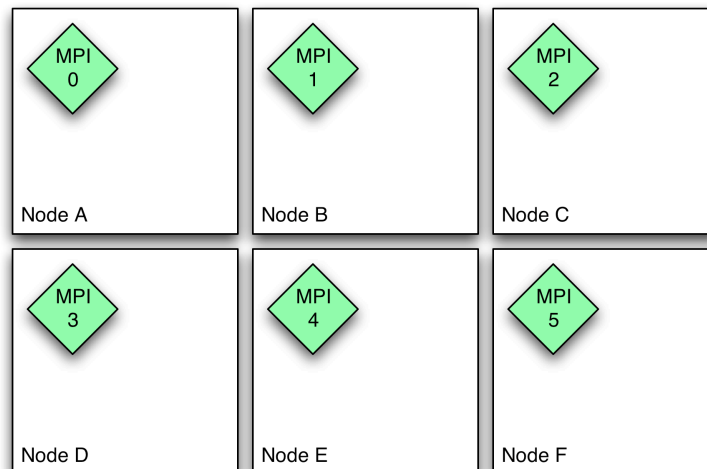 MPI
0
Node A
MPI
1
Node B
MPI
2
Node C
MPI
3
Node D
MPI
4
Node E
MPI
5
Node F